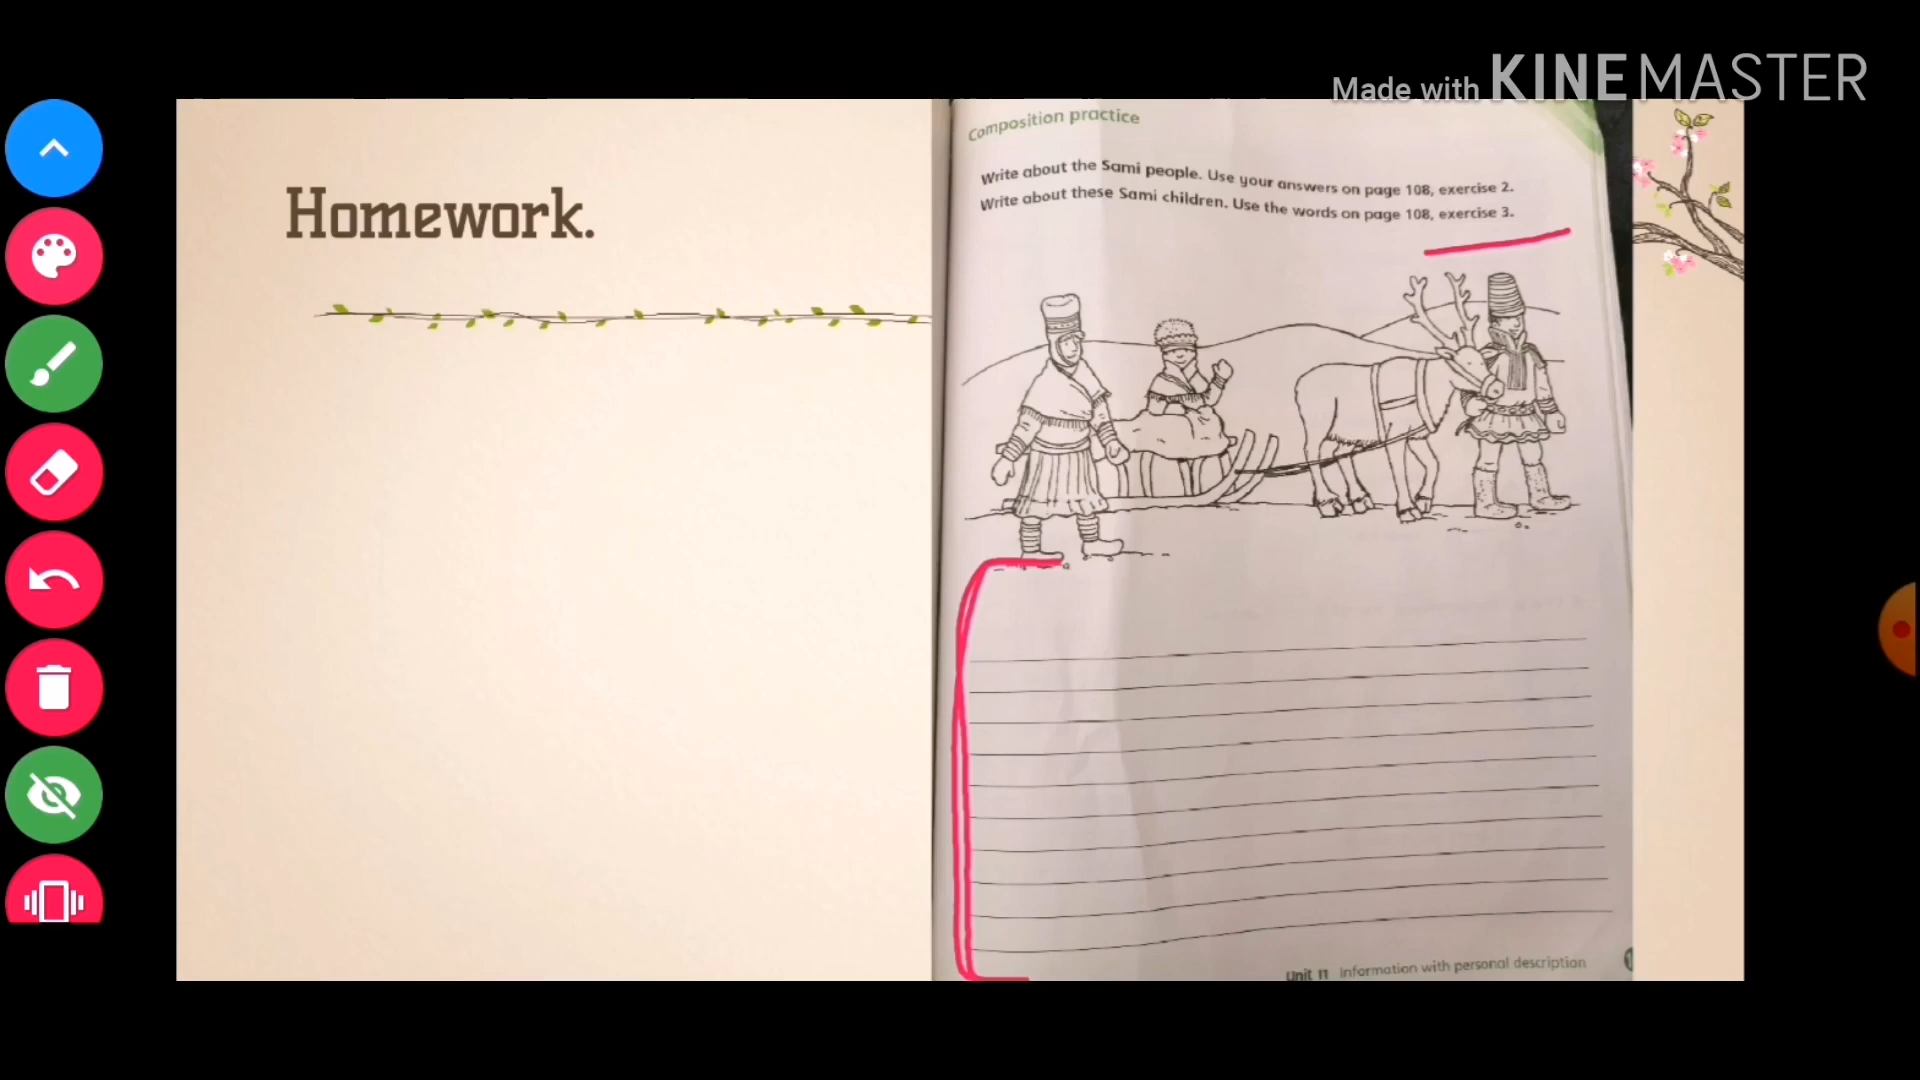 Made with KINEMASTER
Homework.
Composition practice
Write about the Sami people. Use your answers on page 108, exercise 2.
Write about these Sami children. Use the words on page 108, exercise 3.
Unit 11 Information with personal description